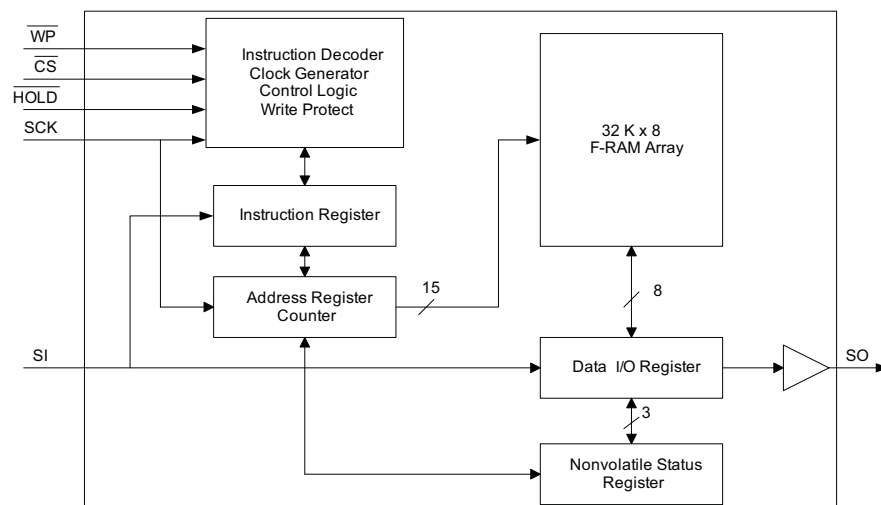 WP
CS
HOLD
SCK
Instruction Decoder
Clock Generator
Control Logic
Write Protect
32 K x 8
F-RAM Array
Instruction Register
Address Register
Counter
15
8
SI
Data I/O Register
SO
3
Nonvolatile Status
Register